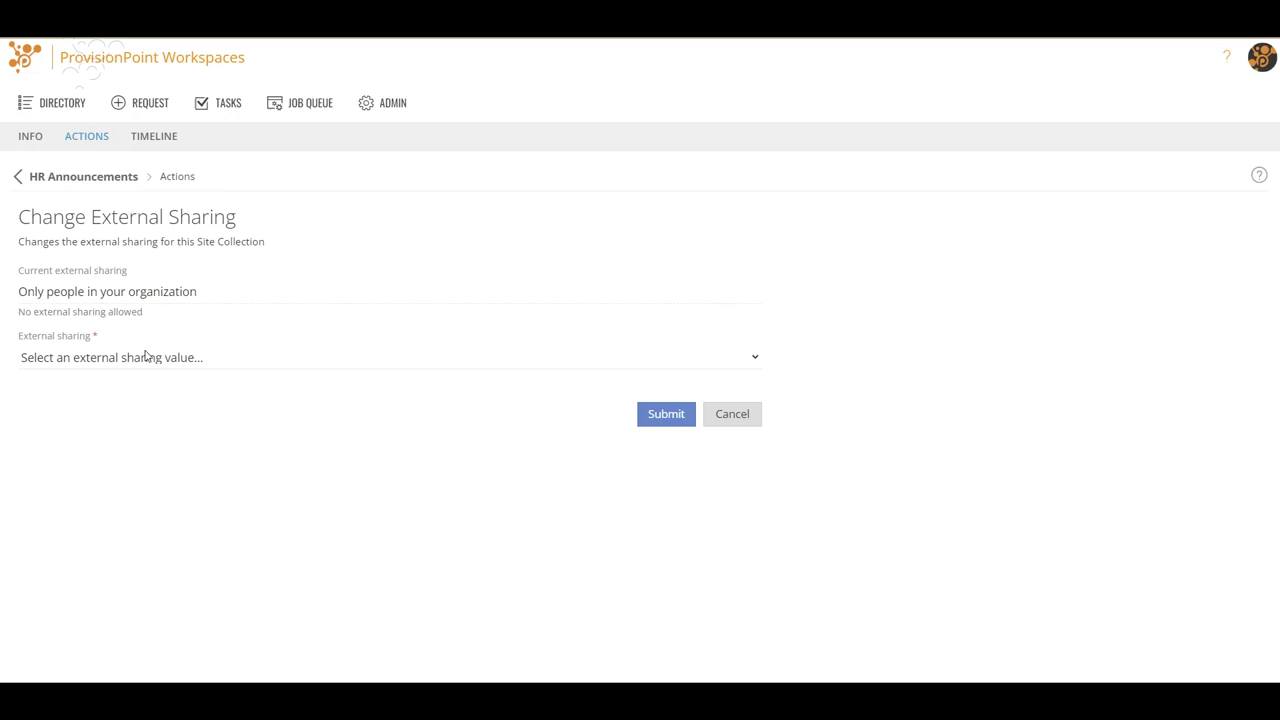 ProvisionPoint Workspaces
?
DIRECTORY
REQUEST
TASKS
JOB QUEUE
ADMIN
INFO
ACTIONS
TIMELINE
HR Announcements > Actions
?
Change External Sharing
Changes the external sharing for this Site Collection
Current external sharing
Only people in your organization
No external sharing allowed
External sharing *
Select an external sharing value...
Submit
Cancel